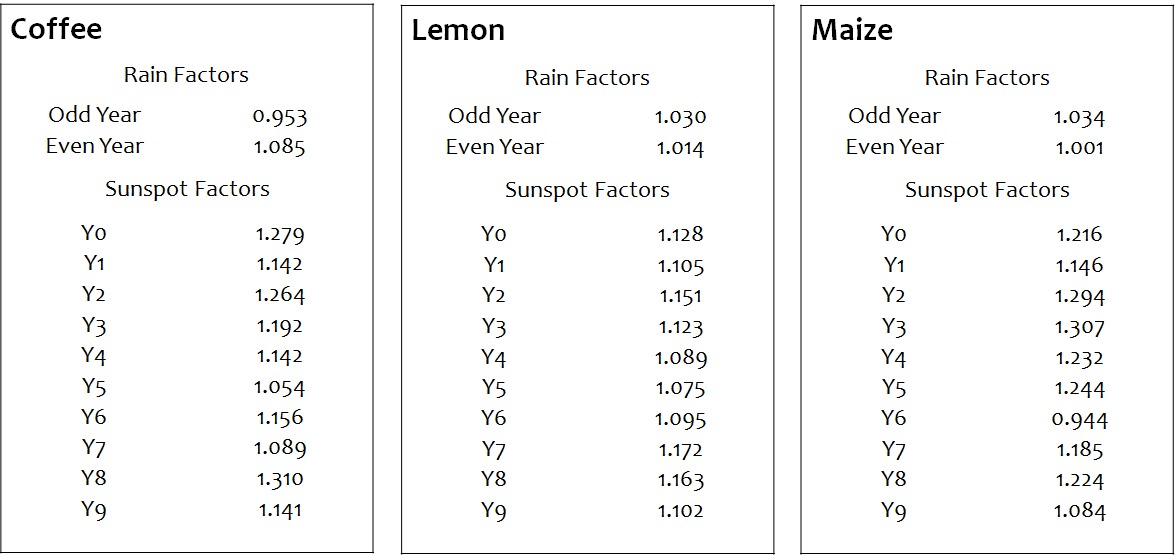 Coffee
Rain Factors
Odd Year 0.953
Even Year 1.085
Sunspot Factors
Y0 1.279
Y1 1.142
Y2 1.264
Y3 1.192
Y4 1.142
Y5 1.054
Y6 1.156
Y7 1.089
Y8 1.310
Y9 1.141
Lemon
Rain Factors
Odd Year 1.030
Even Year 1.014
Sunspot Factors
Y0 1.128
Y1 1.105
Y2 1.151
Y3 1.123
Y4 1.089
Y5 1.075
Y6 1.095
Y7 1.172
Y8 1.163
Y9 1.102
Maize
Rain Factors
Odd Year 1.034
Even Year 1.001
Sunspot Factors
Y0 1.216
Y1 1.146
Y2 1.294
Y3 1.307
Y4 1.232
Y5 1.244
Y6 0.944
Y7 1.185
Y8 1.224
Y9 1.084